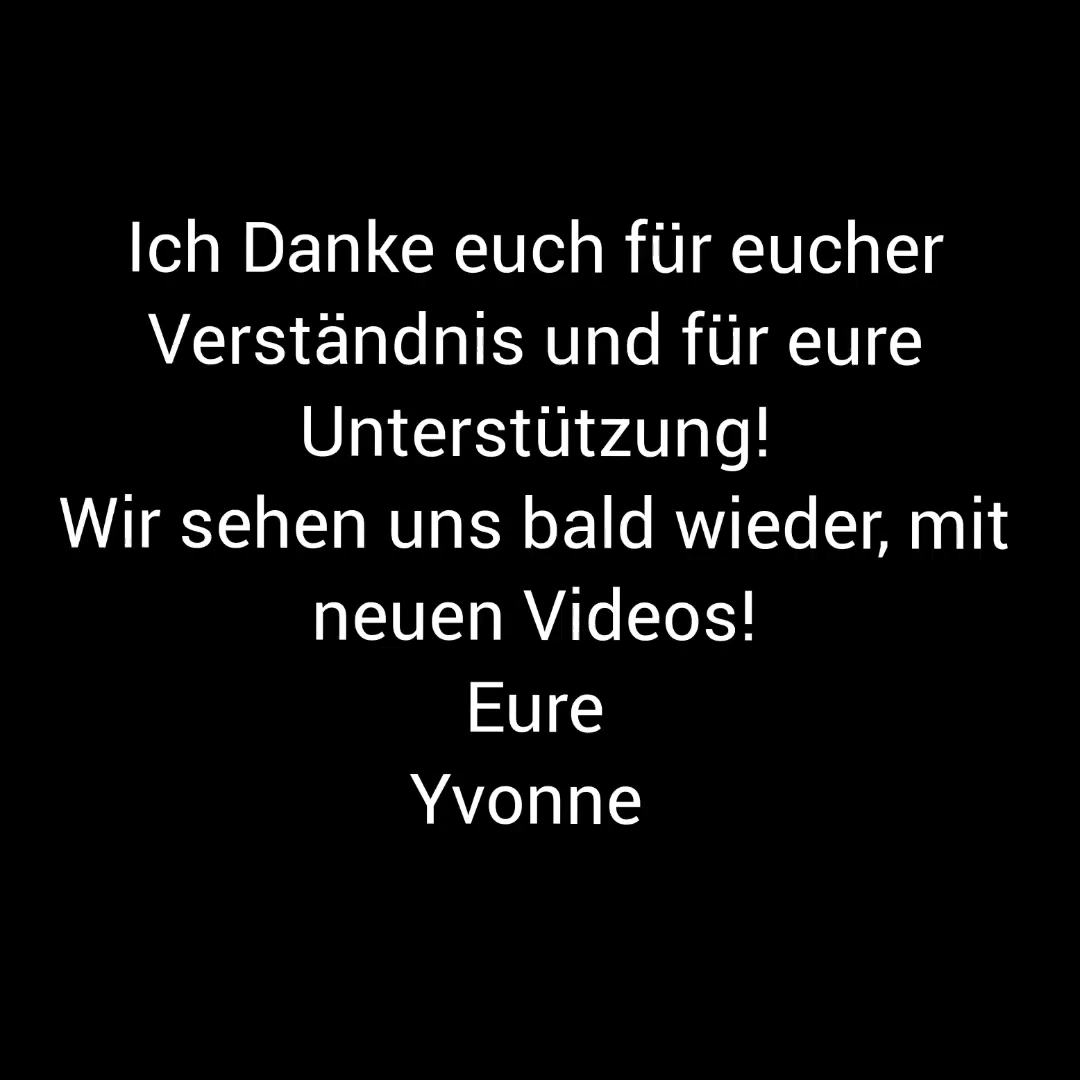 Ich Danke euch für eucher
Verständnis und für eure
Unterstützung!
Wir sehen uns bald wieder, mit
neuen Videos!
Eure
Yvonne